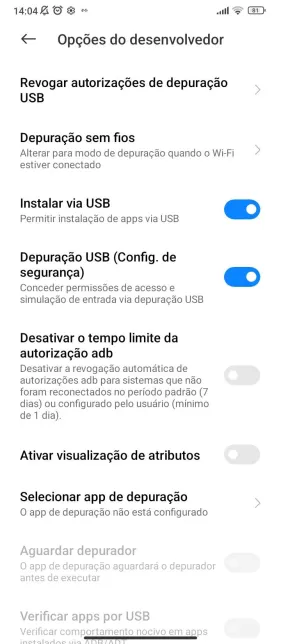 14:04
81
Opções do desenvolvedor
Revogar autorizações de depuração
USB
Depuração sem fios
Alterar para modo de depuração quando o Wi-Fi
estiver conectado
Instalar via USB
Permitir instalação de apps via USB
Depuração USB (Config. de
segurança)
Conceder permissões de acesso e
simulação de entrada via depuração USB
Desativar o tempo limite da
autorização adb
Desativar a revogação automática de
autorizações adb para sistemas que não
foram reconectados no período padrão (7
dias) ou configurado pelo usuário (mínimo
de 1 dia).
Ativar visualização de atributos
Selecionar app de depuração
O app de depuração não está configurado
Aguardar depurador
O app de depuração aguardará o depurador
antes de executar
Verificar apps por USB
Verificar comportamento nocivo em apps
instalados via ADB/ADT